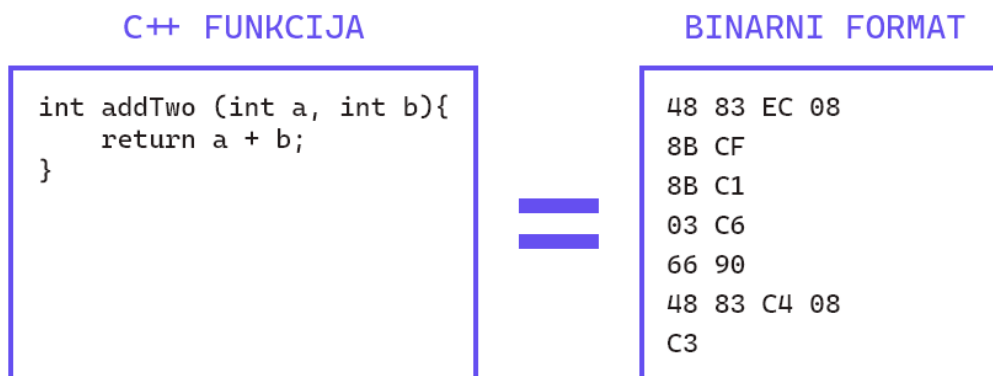 C++ FUNKCIJA
int addTwo (int a, int b){
    return a + b;
}
BINARNI FORMAT
48 83 EC 08
8B CF
8B C1
03 C6
66 90
48 83 C4 08
C3